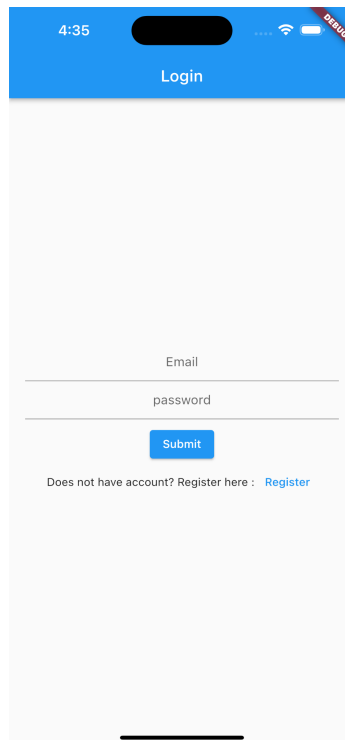 4:35
DEBUG
Login
Email
password
Submit
Does not have account? Register here : Register